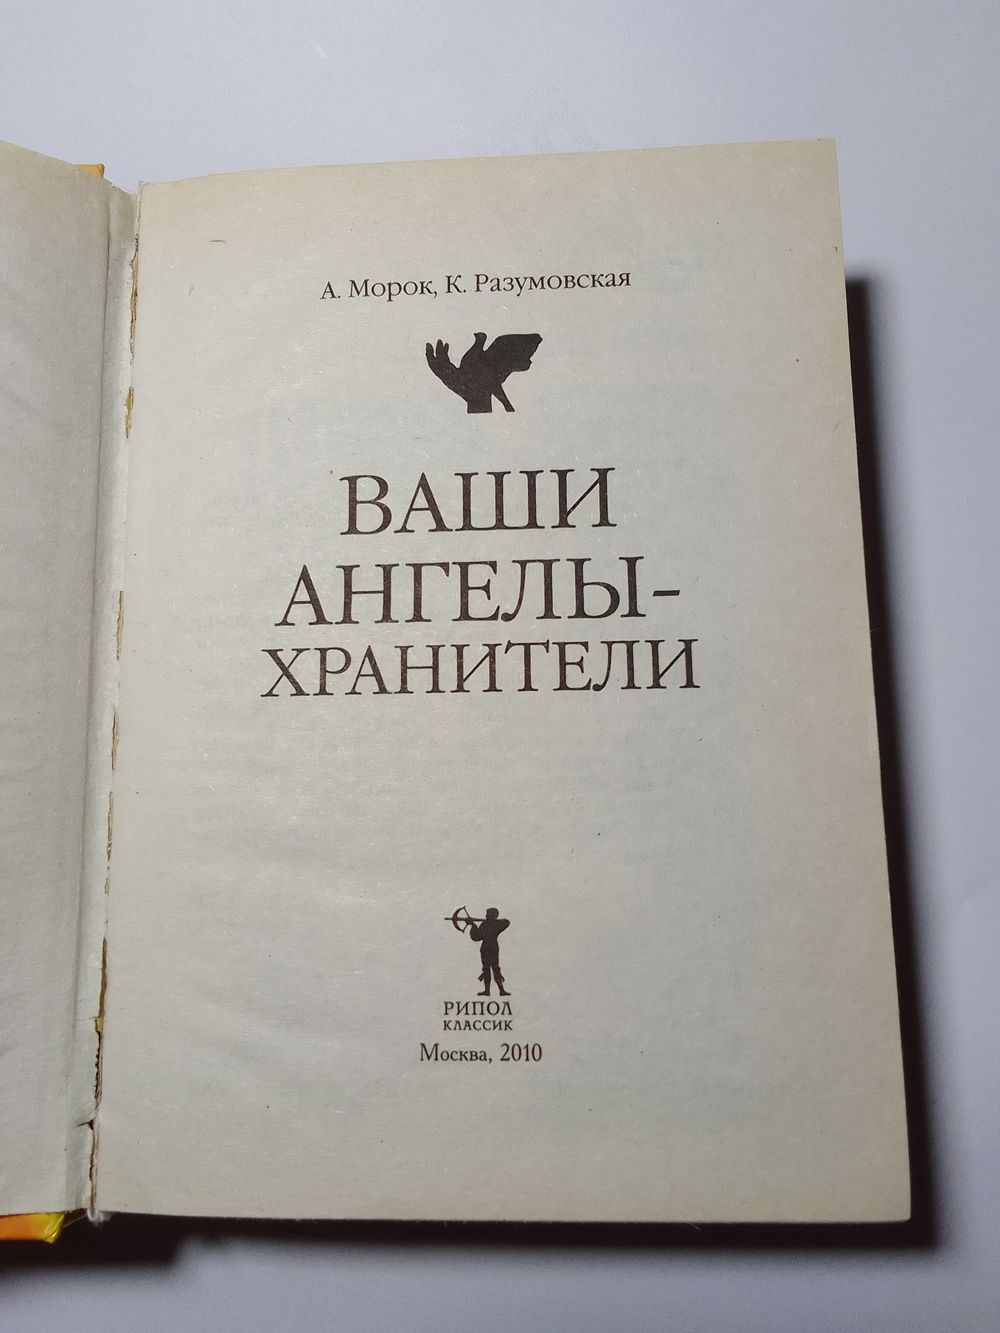 А. Морок, К. Разумовская
ВАШИ
АНГЕЛЫ-
ХРАНИТЕЛИ
РИПОЛ
КЛАССИК
Москва, 2010